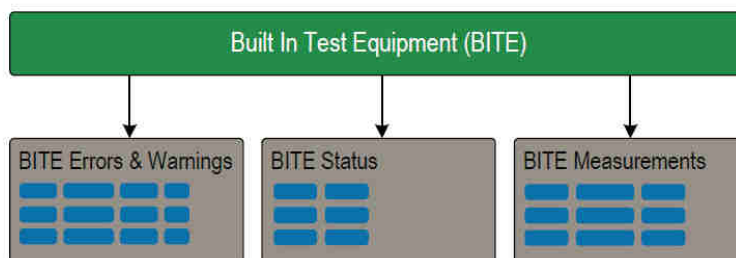 Built In Test Equipment (BITE)
BITE Errors & Warnings
BITE Status
BITE Measurements